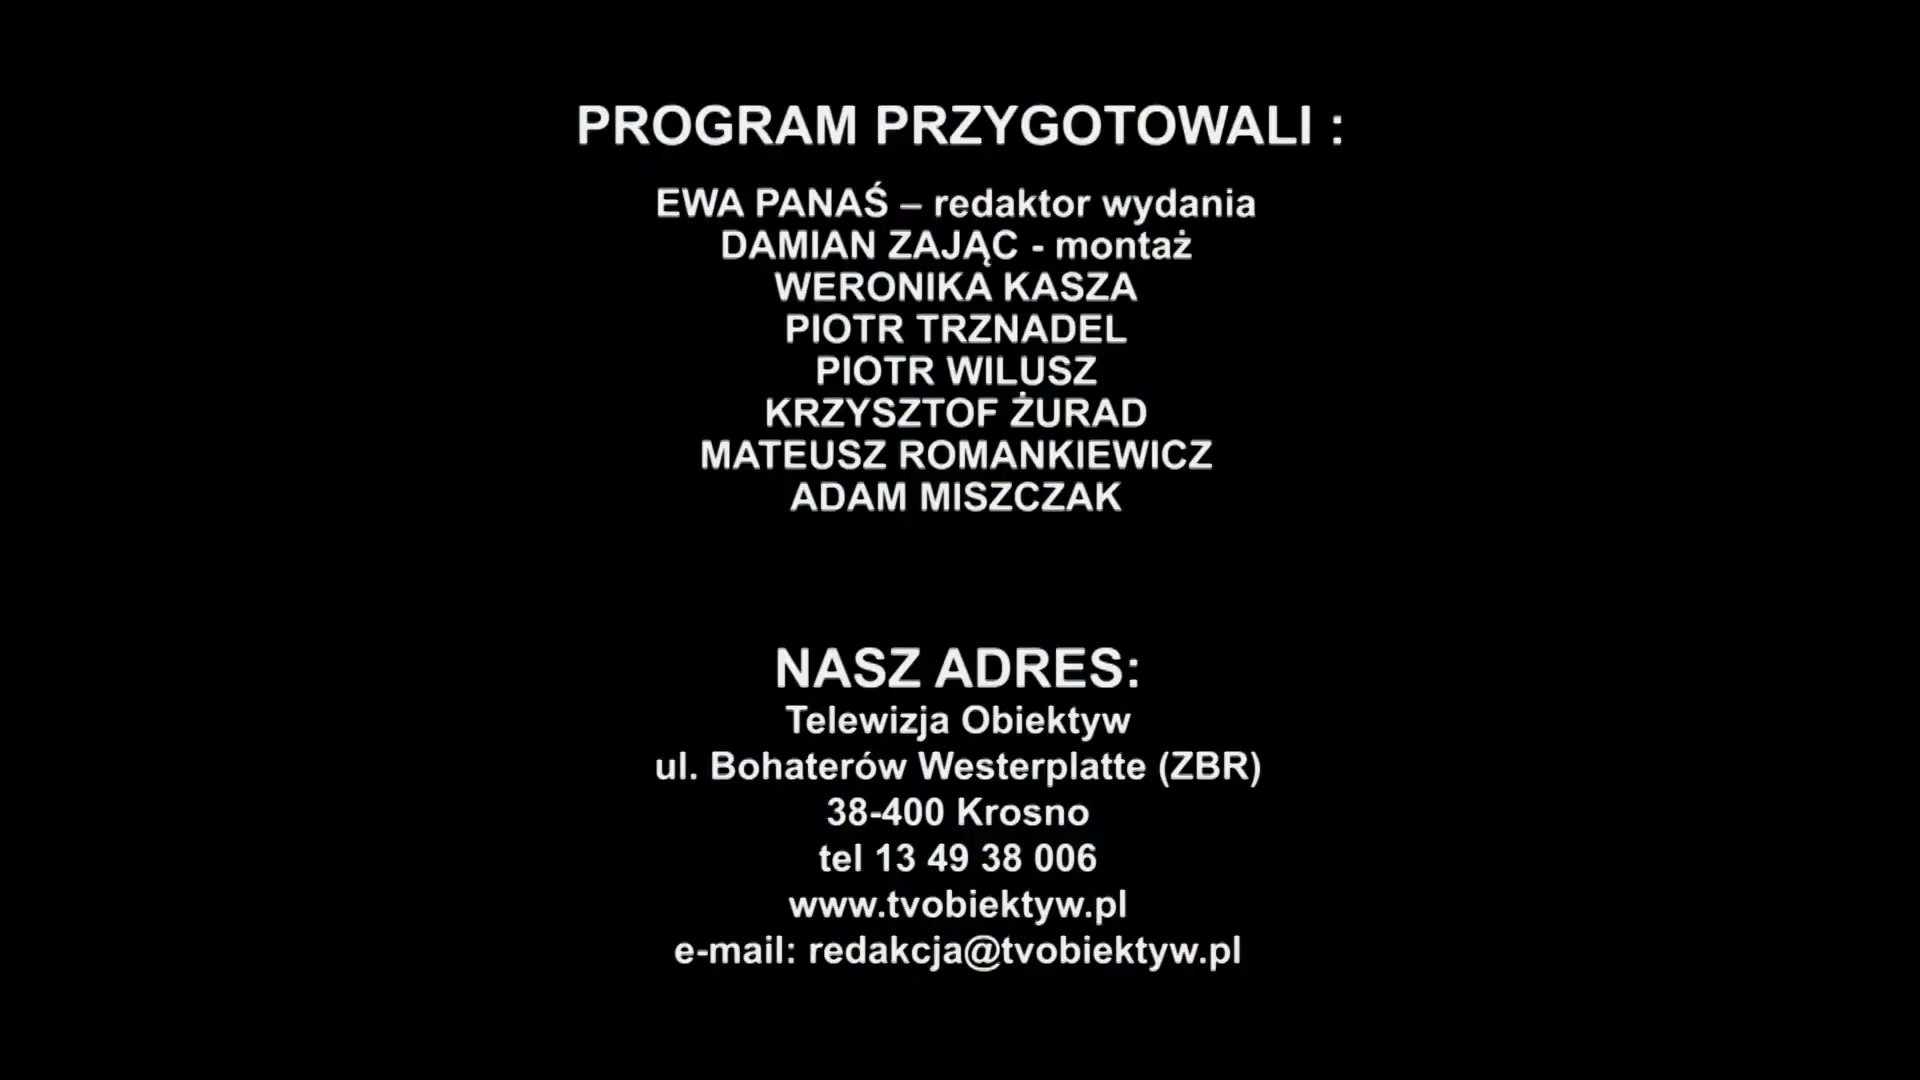 PROGRAM PRZYGOTOWALI :
EWA PANAŚ – redaktor wydania
DAMIAN ZAJĄC - montaż
WERONIKA KASZA
PIOTR TRZNADEL
PIOTR WILUSZ
KRZYSZTOF ŻURAD
MATEUSZ ROMANKIEWICZ
ADAM MISZCZAK
NASZ ADRES:
Telewizja Obiektyw
ul. Bohaterów Westerplatte (ZBR)
38-400 Krosno
tel 13 49 38 006
www.tvobiektyw.pl
e-mail: redakcja@tvobiektyw.pl